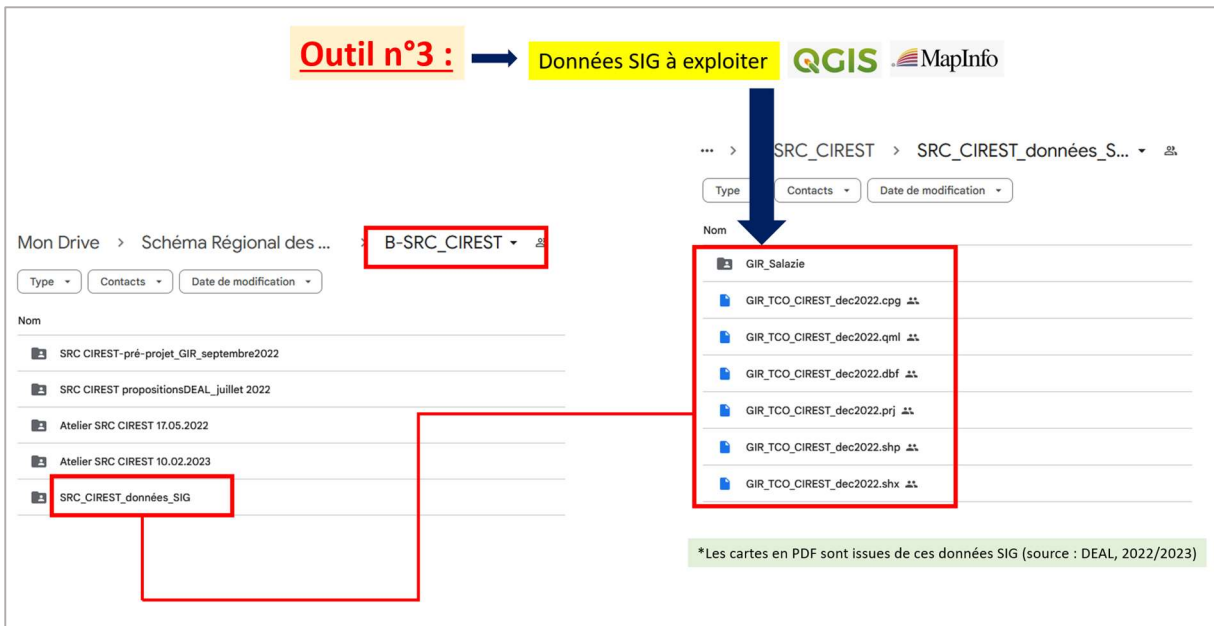 Outil n°3 :
Données SIG à exploiter
QGIS
MapInfo
Mon Drive > Schéma Régional des ... > B-SRC_CIREST
Type
Contacts
Date de modification
Nom
SRC CIREST-pré-projet_GIR_septembre2022
SRC CIREST propositionsDEAL_juillet 2022
Atelier SRC CIREST 17.05.2022
Atelier SRC CIREST 10.02.2023
SRC_CIREST_données_SIG
... > SRC_CIREST > SRC_CIREST_données_S...
Type
Contacts
Date de modification
Nom
GIR_Salazie
GIR_TCO_CIREST_dec2022.cpg
GIR_TCO_CIREST_dec2022.qml
GIR_TCO_CIREST_dec2022.dbf
GIR_TCO_CIREST_dec2022.prj
GIR_TCO_CIREST_dec2022.shp
GIR_TCO_CIREST_dec2022.shx
*Les cartes en PDF sont issues de ces données SIG (source : DEAL, 2022/2023)